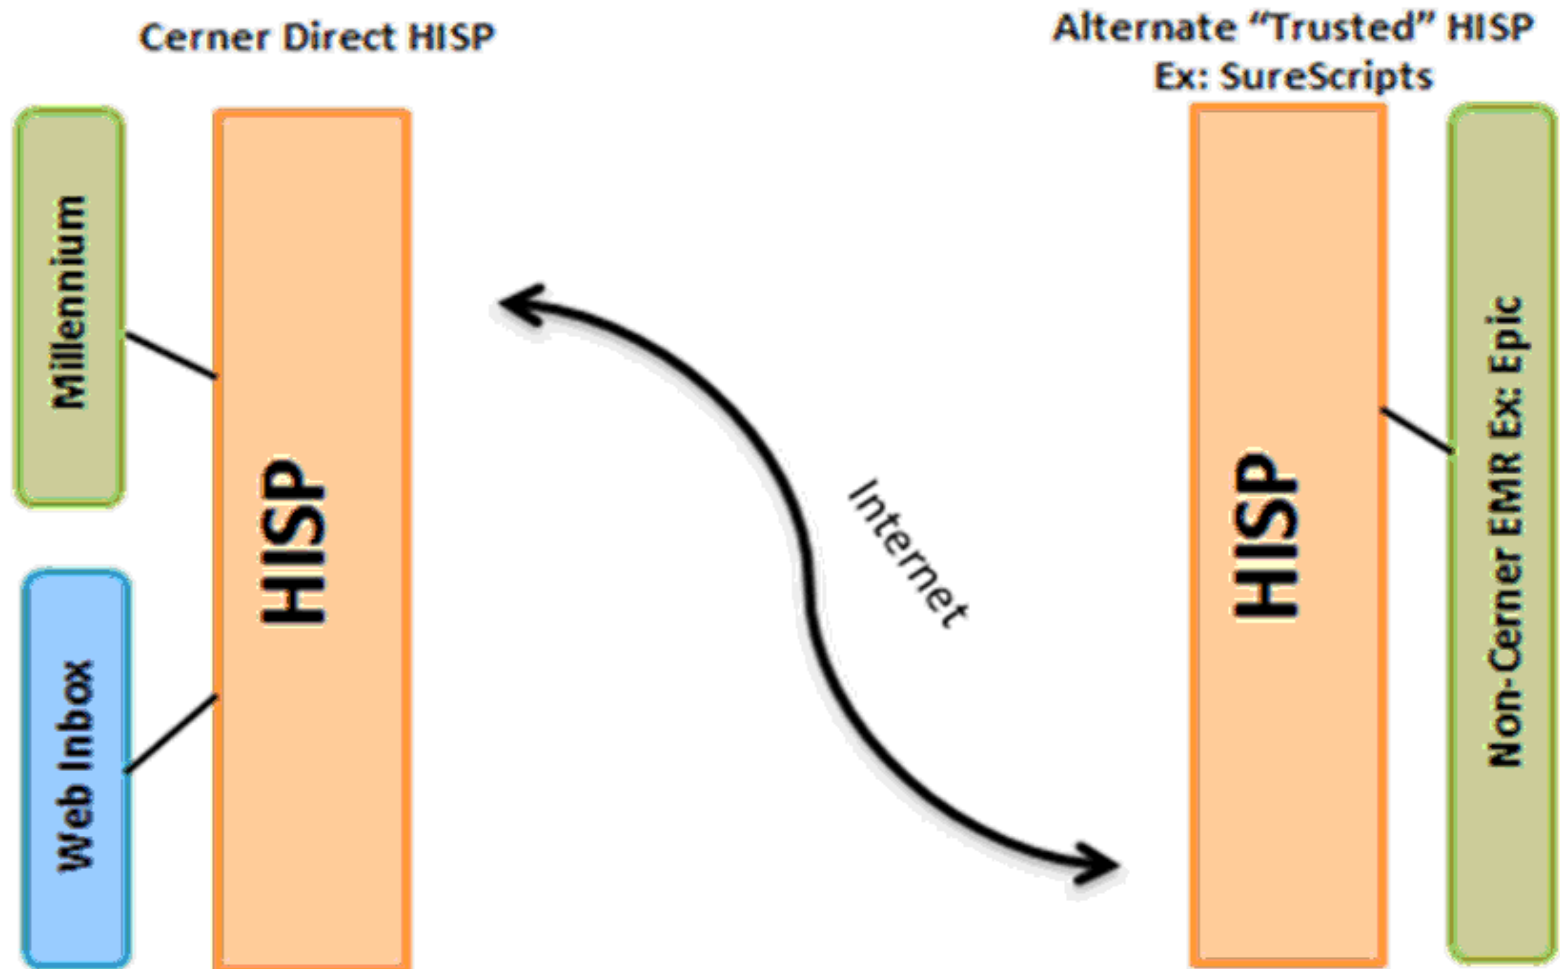 Cerner Direct HISP
Alternate “Trusted” HISP
Ex: SureScripts
Millennium
Web Inbox
HISP
Internet
HISP
Non-Cerner EMR Ex: Epic